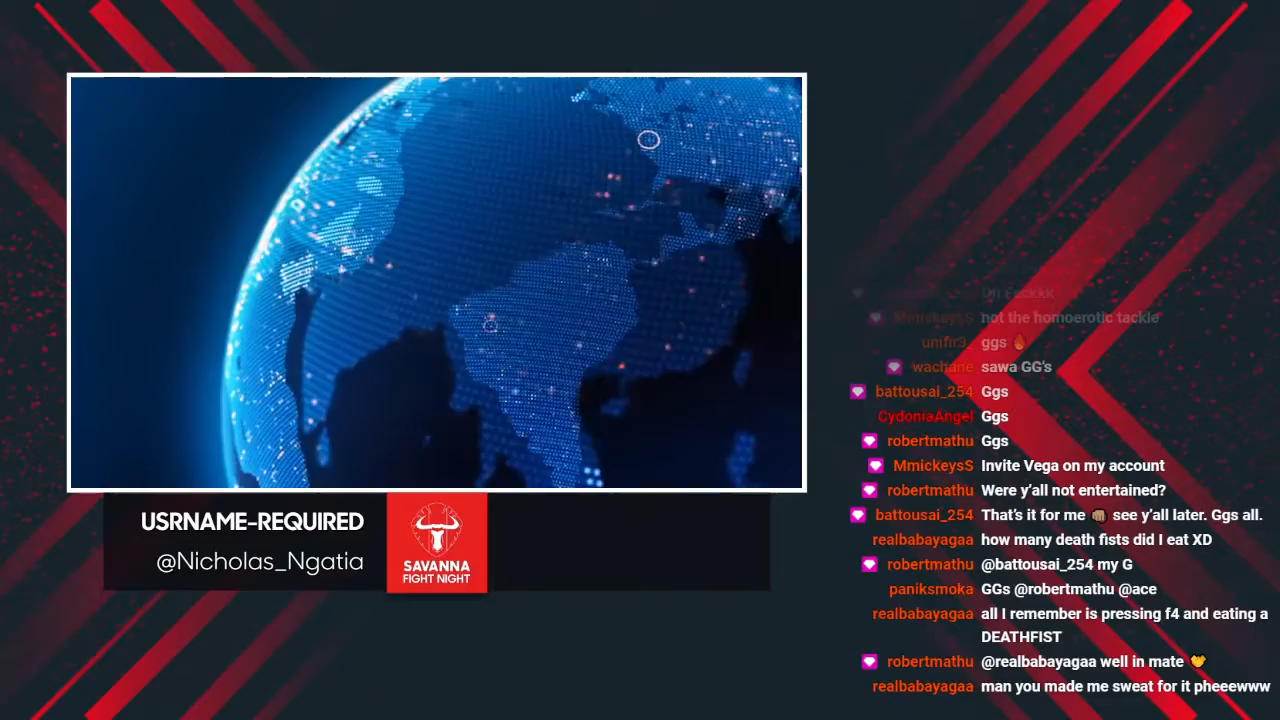 MmickeysS not the homoerotic tackle
unifir3_ ggs
wachane sawa GG's
battousai_254 Ggs
CydoniaAngel Ggs
robertmathu Ggs
MmickeysS Invite Vega on my account
robertmathu Were y'all not entertained?
battousai_254 That's it for me 👊🏾 see y'all later. Ggs all.
realbabayagaa how many death fists did I eat XD
robertmathu @battousai_254 my G
paniksmoka GGs @robertmathu @ace
realbabayagaa all I remember is pressing f4 and eating a
DEATHFIST
robertmathu @realbabayagaa well in mate
realbabayagaa man you made me sweat for it pheeewww
USRNAME-REQUIRED
@Nicholas_Ngatia
SAVANNA
FIGHT NIGHT